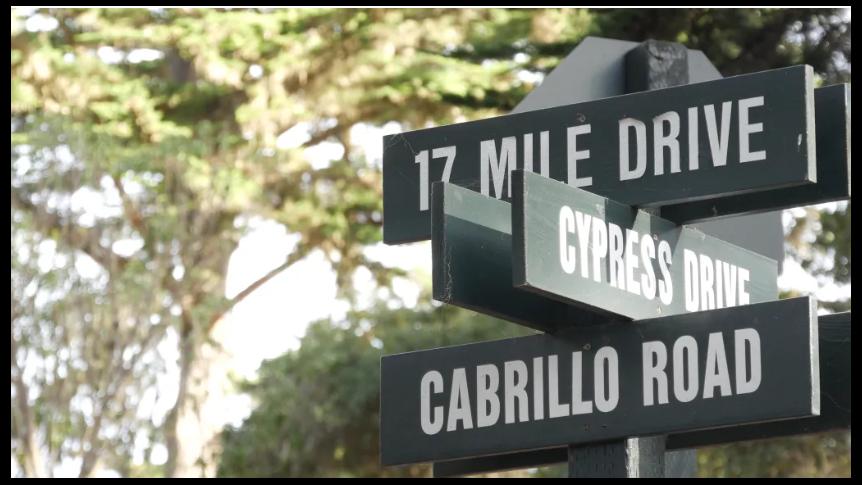 17 MILE DRIVE
CYPRESS DRIVE
CABRILLO ROAD